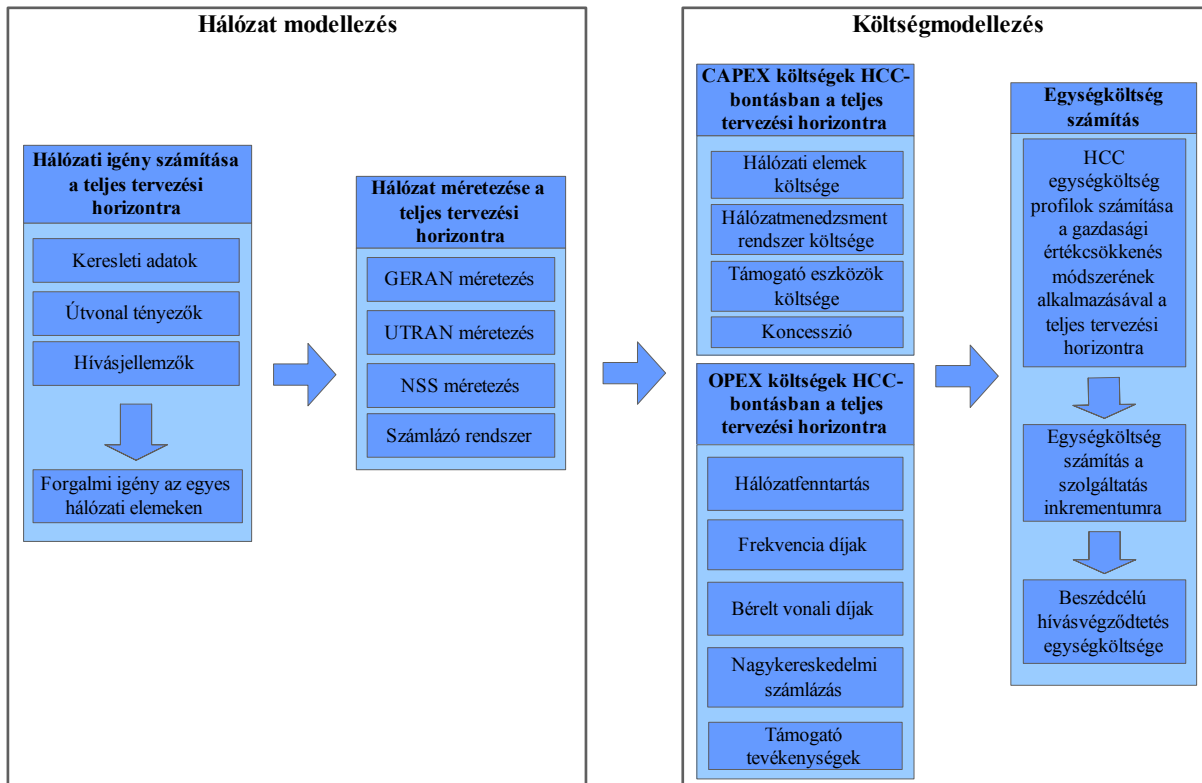 Hálózat modellezés
Hálózati igény számítása
a teljes tervezési
horizontra
Keresleti adatok
Útvonal tényezők
Hívásjellemzők
Forgalmi igény az egyes
hálózati elemeken
Hálózat méretezése a
teljes tervezési
horizontra
GERAN méretezés
UTRAN méretezés
NSS méretezés
Számlázó rendszer
Költségmodellezés
CAPEX költségek HCC-
bontásban a teljes
tervezési horizontra
Hálózati elemek
költsége
Hálózatmenedzsment
rendszer költsége
Támogató eszközök
költsége
Koncesszió
OPEX költségek HCC-
bontásban a teljes
tervezési horizontra
Hálózatfenntartás
Frekvencia díjak
Bérelt vonali díjak
Nagykereskedelmi
számlázás
Támogató
tevékenységek
Egységköltség
számítás
HCC
egységköltség
profilok számítása
a gazdasági
értékcsökkenés
módszerének
alkalmazásával a
teljes tervezési
horizontra
Egységköltség
számítás a
szolgáltatás
inkrementumra
Beszédcélú
hívásvégződtetés
egységköltsége